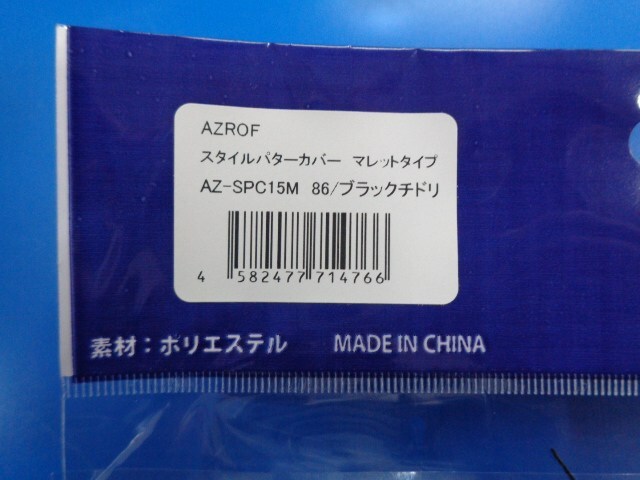 AZROF
スタイルパターカバー マレットタイプ
AZ-SPC15M 86/ブラックチドリ
4 582477 714766
素材：ポリエステル MADE IN CHINA